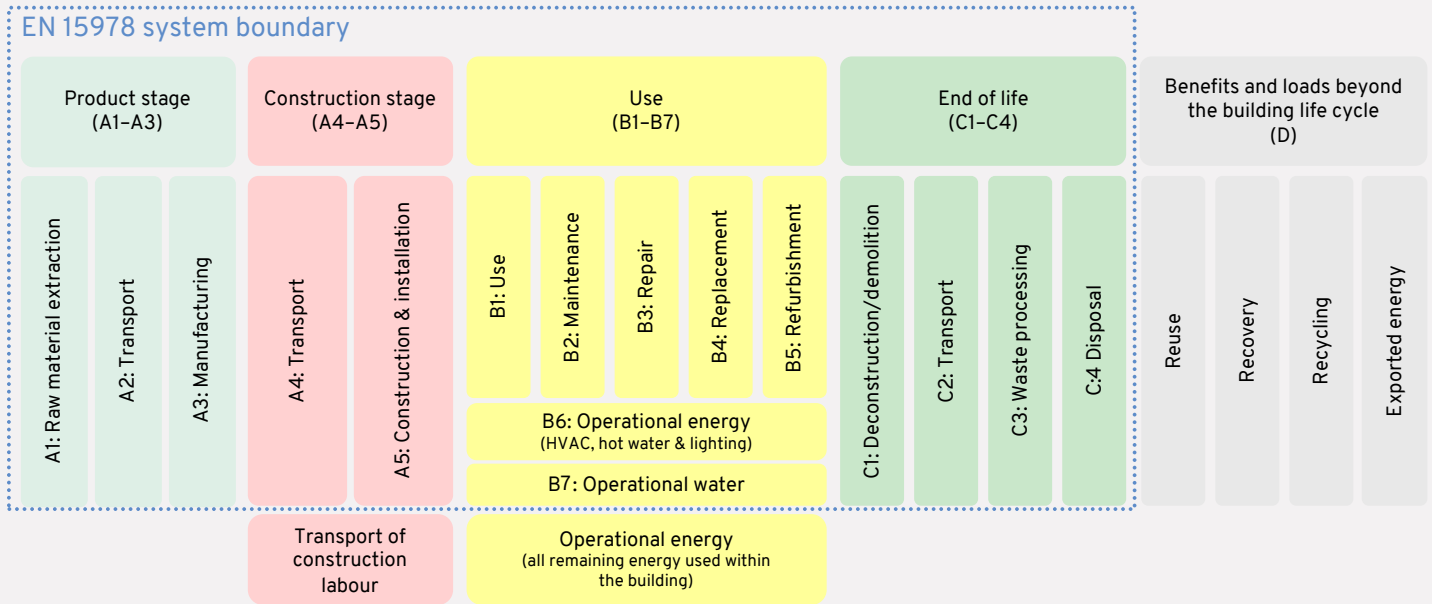 EN 15978 system boundary
Product stage
(A1–A3)
Construction stage
(A4–A5)
Use
(B1–B7)
End of life
(C1–C4)
Benefits and loads beyond
the building life cycle
(D)
A1: Raw material extraction
A2: Transport
A3: Manufacturing
A4: Transport
A5: Construction & installation
B1: Use
B2: Maintenance
B3: Repair
B4: Replacement
B5: Refurbishment
B6: Operational energy
(HVAC, hot water & lighting)
B7: Operational water
C1: Deconstruction/demolition
C2: Transport
C3: Waste processing
C:4 Disposal
Reuse
Recovery
Recycling
Exported energy
Transport of
construction
labour
Operational energy
(all remaining energy used within
the building)